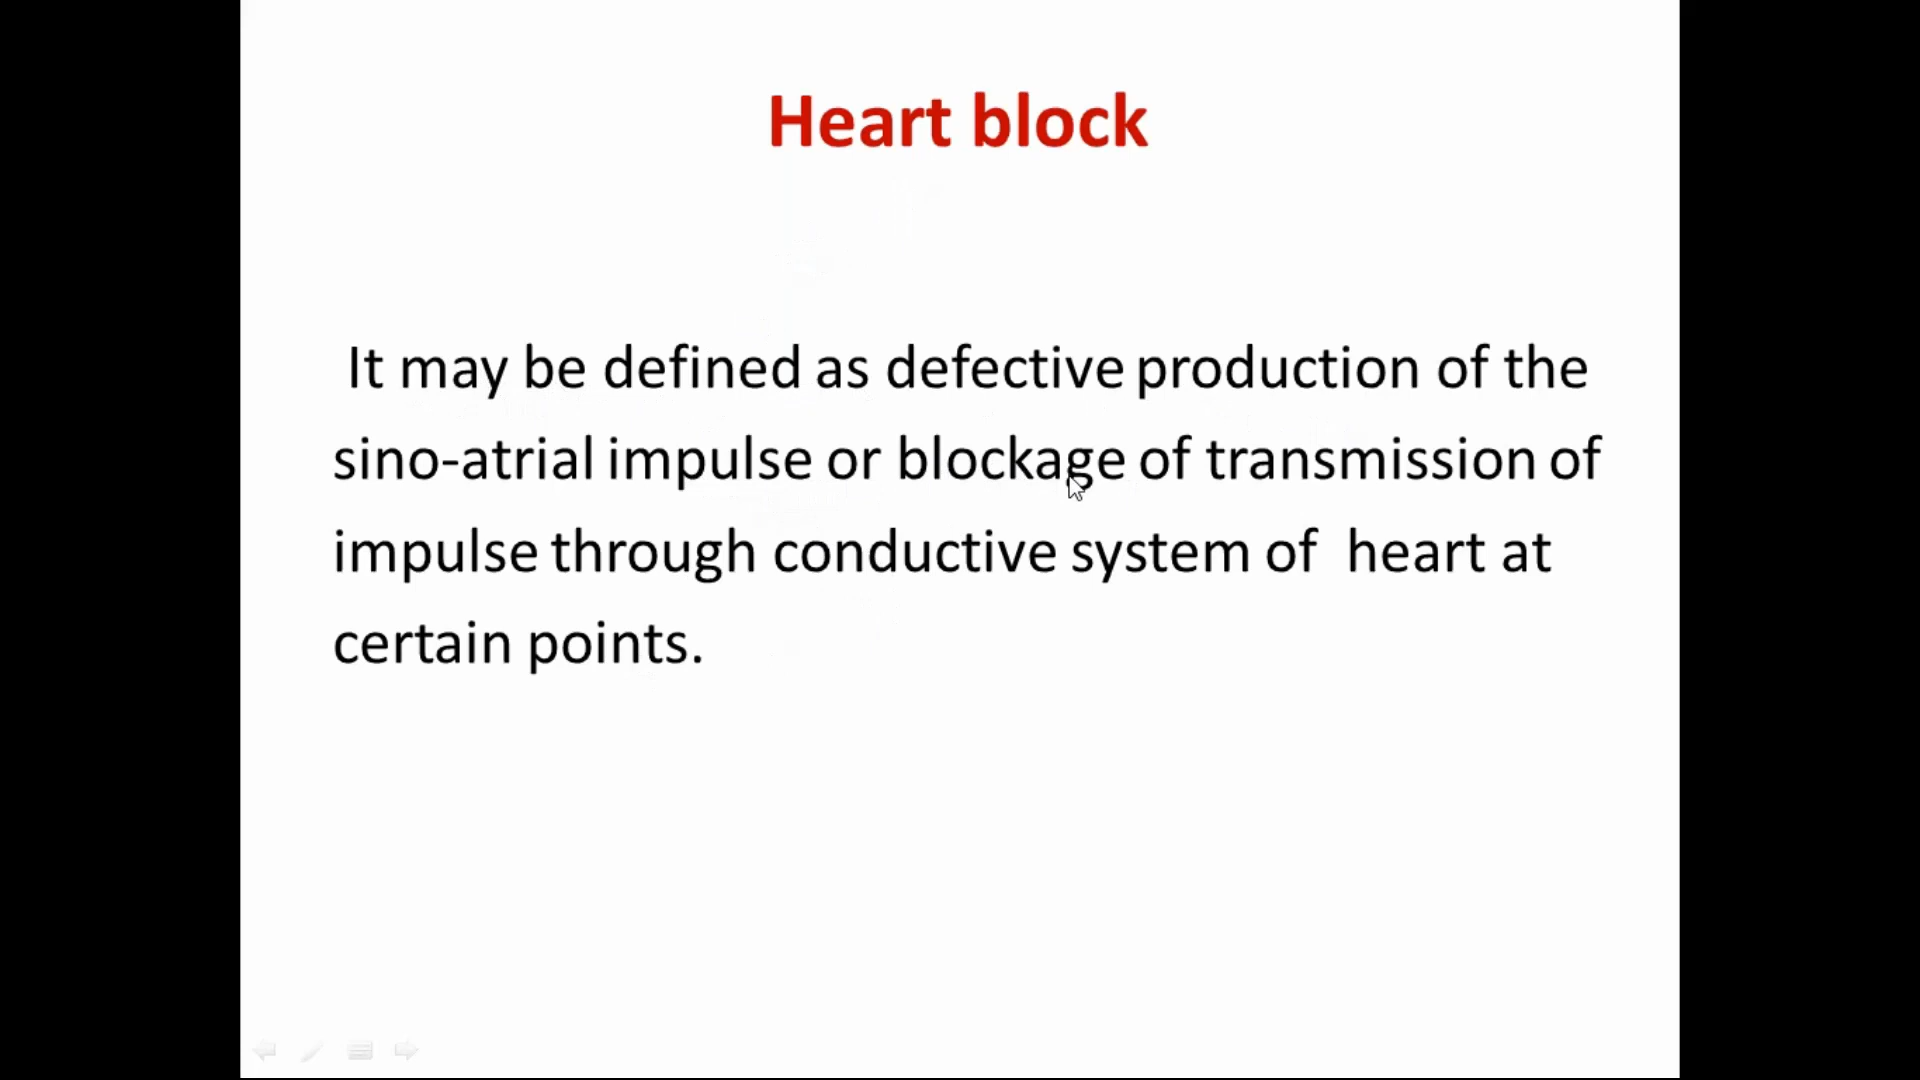 Heart block
It may be defined as defective production of the
sino-atrial impulse or blockage of transmission of
impulse through conductive system of  heart at
certain points.